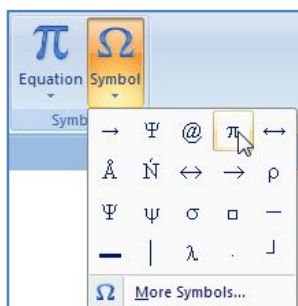 π Ω
Equation Symbol
Symb
→ Ψ @ π ↔
Å Ń ↔ → ρ
Ψ ψ σ □ —
▬ | λ . ┘
Ω More Symbols...